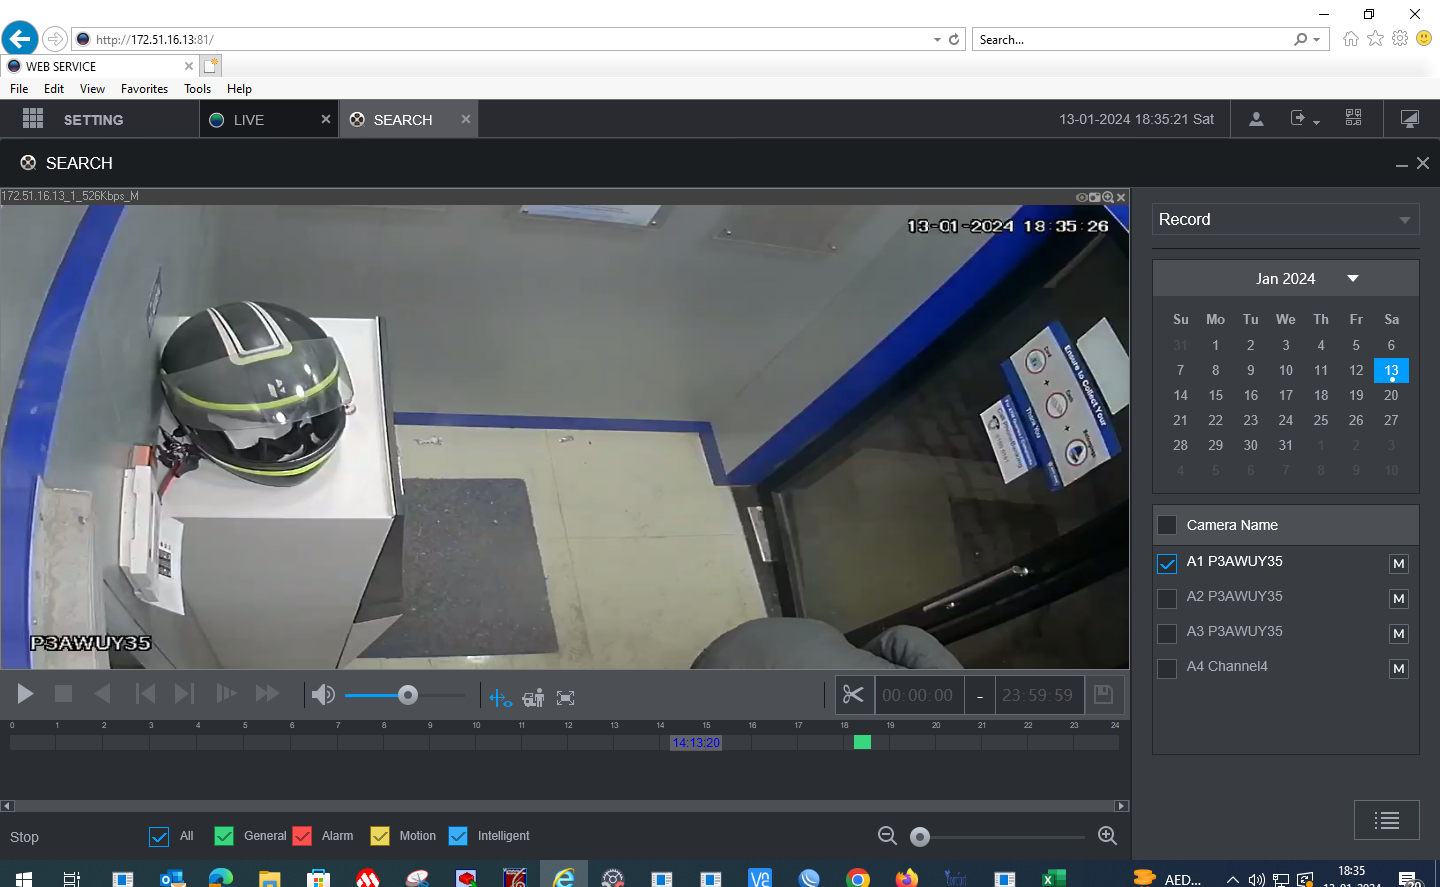 http://172.51.16.13:81/
Search...
WEB SERVICE
File Edit View Favorites Tools Help
SETTING
LIVE
SEARCH
13-01-2024 18:35:21 Sat
SEARCH
172.51.16.13_1_526Kbps_M
13-01-2024 18:35:26
Ensure to Collect Your
Card
Cash
Belongings
Thank You
P3AWUY35
Record
Jan 2024
Su Mo Tu We Th Fr Sa
31 1 2 3 4 5 6
7 8 9 10 11 12 13
14 15 16 17 18 19 20
21 22 23 24 25 26 27
28 29 30 31 1 2 3
4 5 6 7 8 9 10
Camera Name
A1 P3AWUY35 M
A2 P3AWUY35 M
A3 P3AWUY35 M
A4 Channel4 M
00:00:00 - 23:59:59
0 1 2 3 4 5 6 7 8 9 10 11 12 13 14 15 16 17 18 19 20 21 22 23 24
14:13:20
Stop
All
General
Alarm
Motion
Intelligent
AED...
18:35
13-01-2024
20